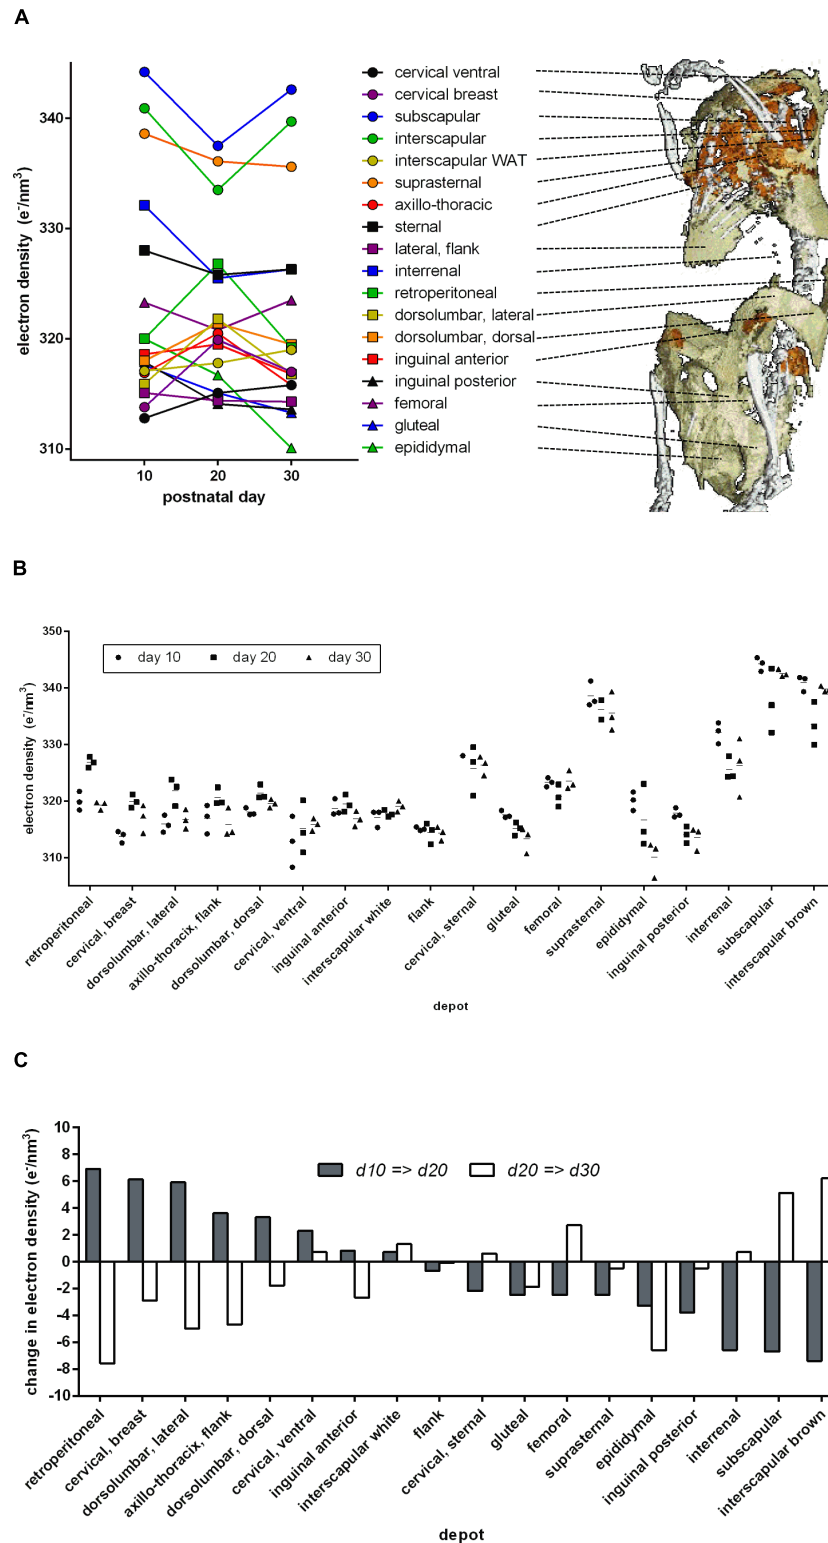 A
electron density (e-/nm3)
340
330
320
310
10 20 30
postnatal day
cervical ventral
cervical breast
subscapular
interscapular
interscapular WAT
suprasternal
axillo-thoracic
sternal
lateral, flank
interrenal
retroperitoneal
dorsolumbar, lateral
dorsolumbar, dorsal
inguinal anterior
inguinal posterior
femoral
gluteal
epididymal
B
electron density (e-/nm3)
350
340
330
320
310
day 10 day 20 day 30
retroperitoneal
cervical, breast
dorsolumbar, lateral
axillo-thoracix, flank
dorsolumbar, dorsal
cervical, ventral
inguinal anterior
interscapular white
flank
cervical, sternal
gluteal
femoral
suprasternal
epididymal
inguinal posterior
interrenal
subscapular
interscapular brown
depot
C
change in electron density (e-/nm3)
10
8
6
4
2
0
-2
-4
-6
-8
-10
d10 => d20 d20 => d30
retroperitoneal
cervical, breast
dorsolumbar, lateral
axillo-thoracix, flank
dorsolumbar, dorsal
cervical, ventral
inguinal anterior
interscapular white
flank
cervical, sternal
gluteal
femoral
suprasternal
epididymal
inguinal posterior
interrenal
subscapular
interscapular brown
depot